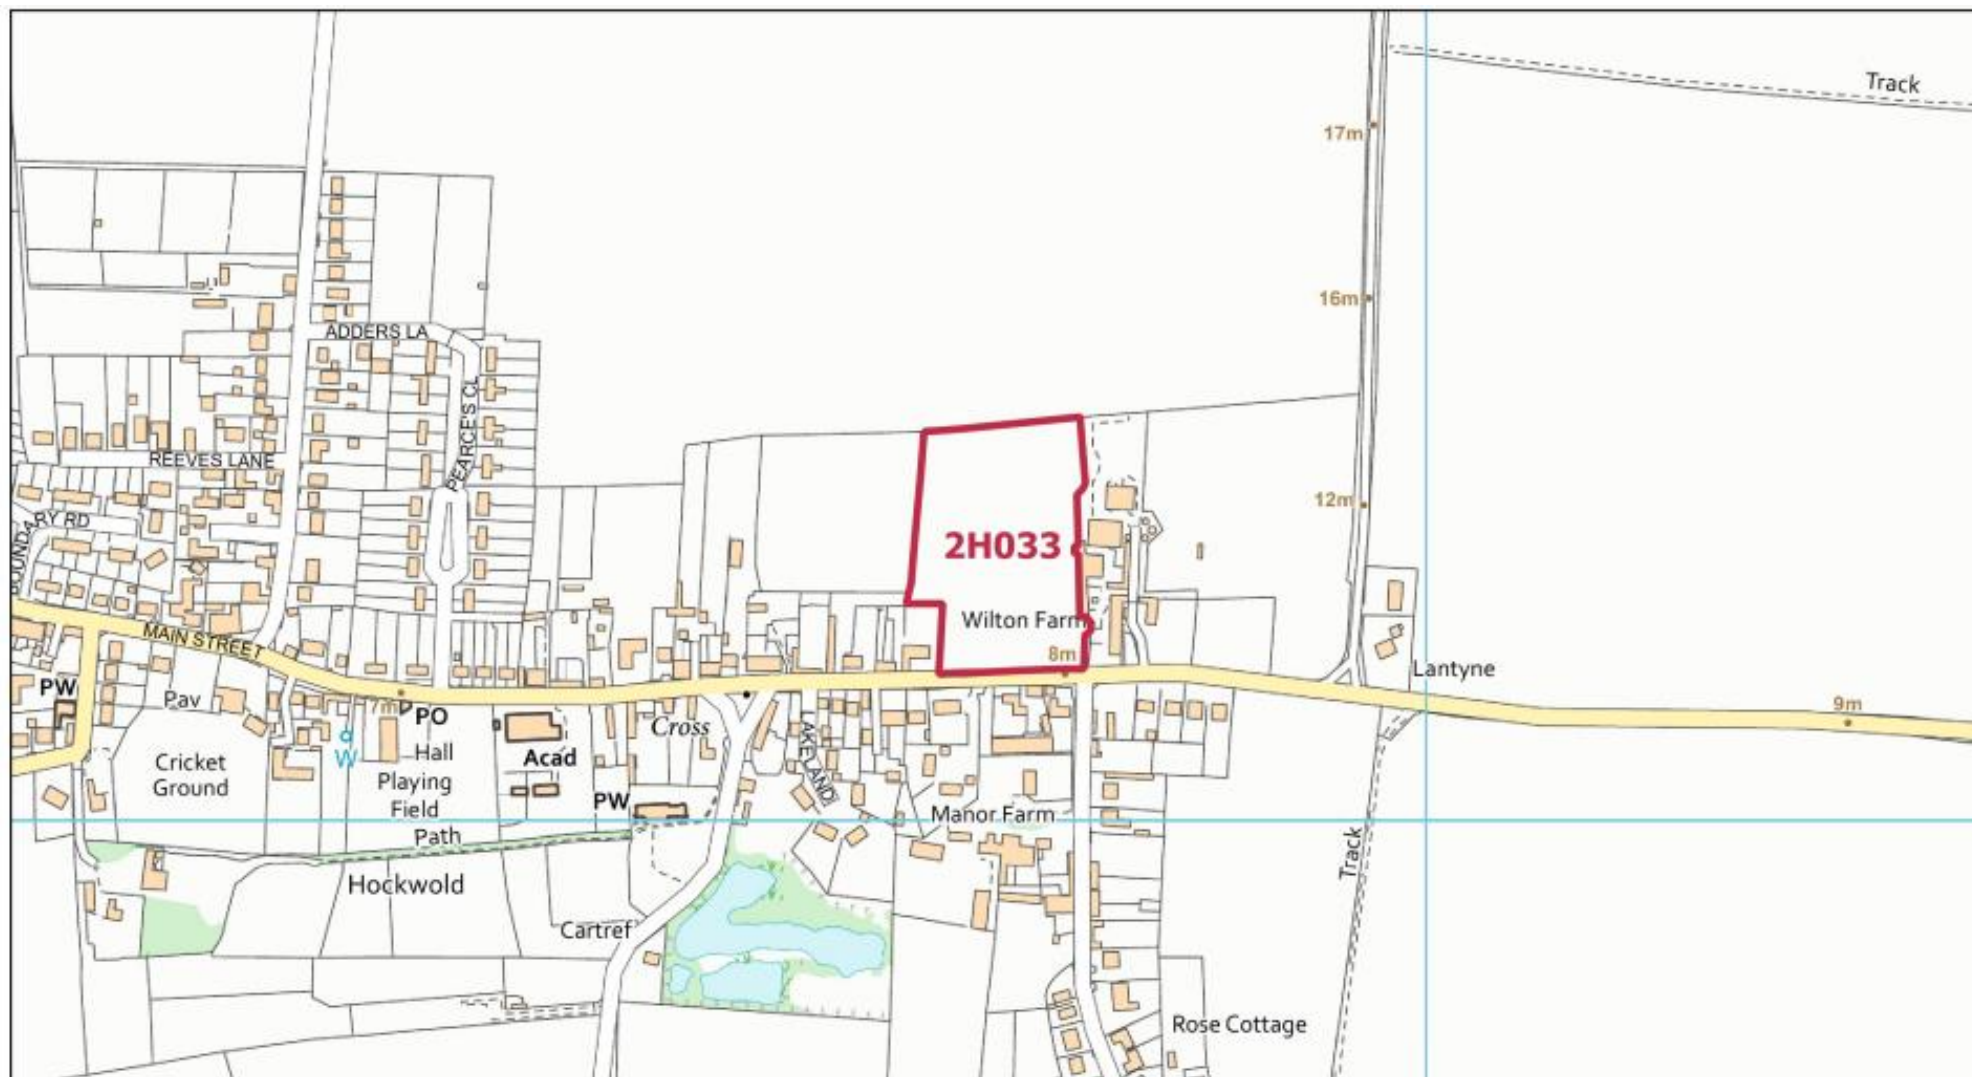 Track
17m
16m
ADDERS LA
PEARCE'S CL
REEVES LANE
12m
2H033
OUNDARY RD
Wilton Farm
MAIN STREET
8m
Lantyne
PW
Pav
7m
PO
Cross
9m
W
Hall
Acad
AKELAND
Cricket
Ground
Playing
Field
PW
Manor Farm
Path
Track
Hockwold
Cartref
Rose Cottage